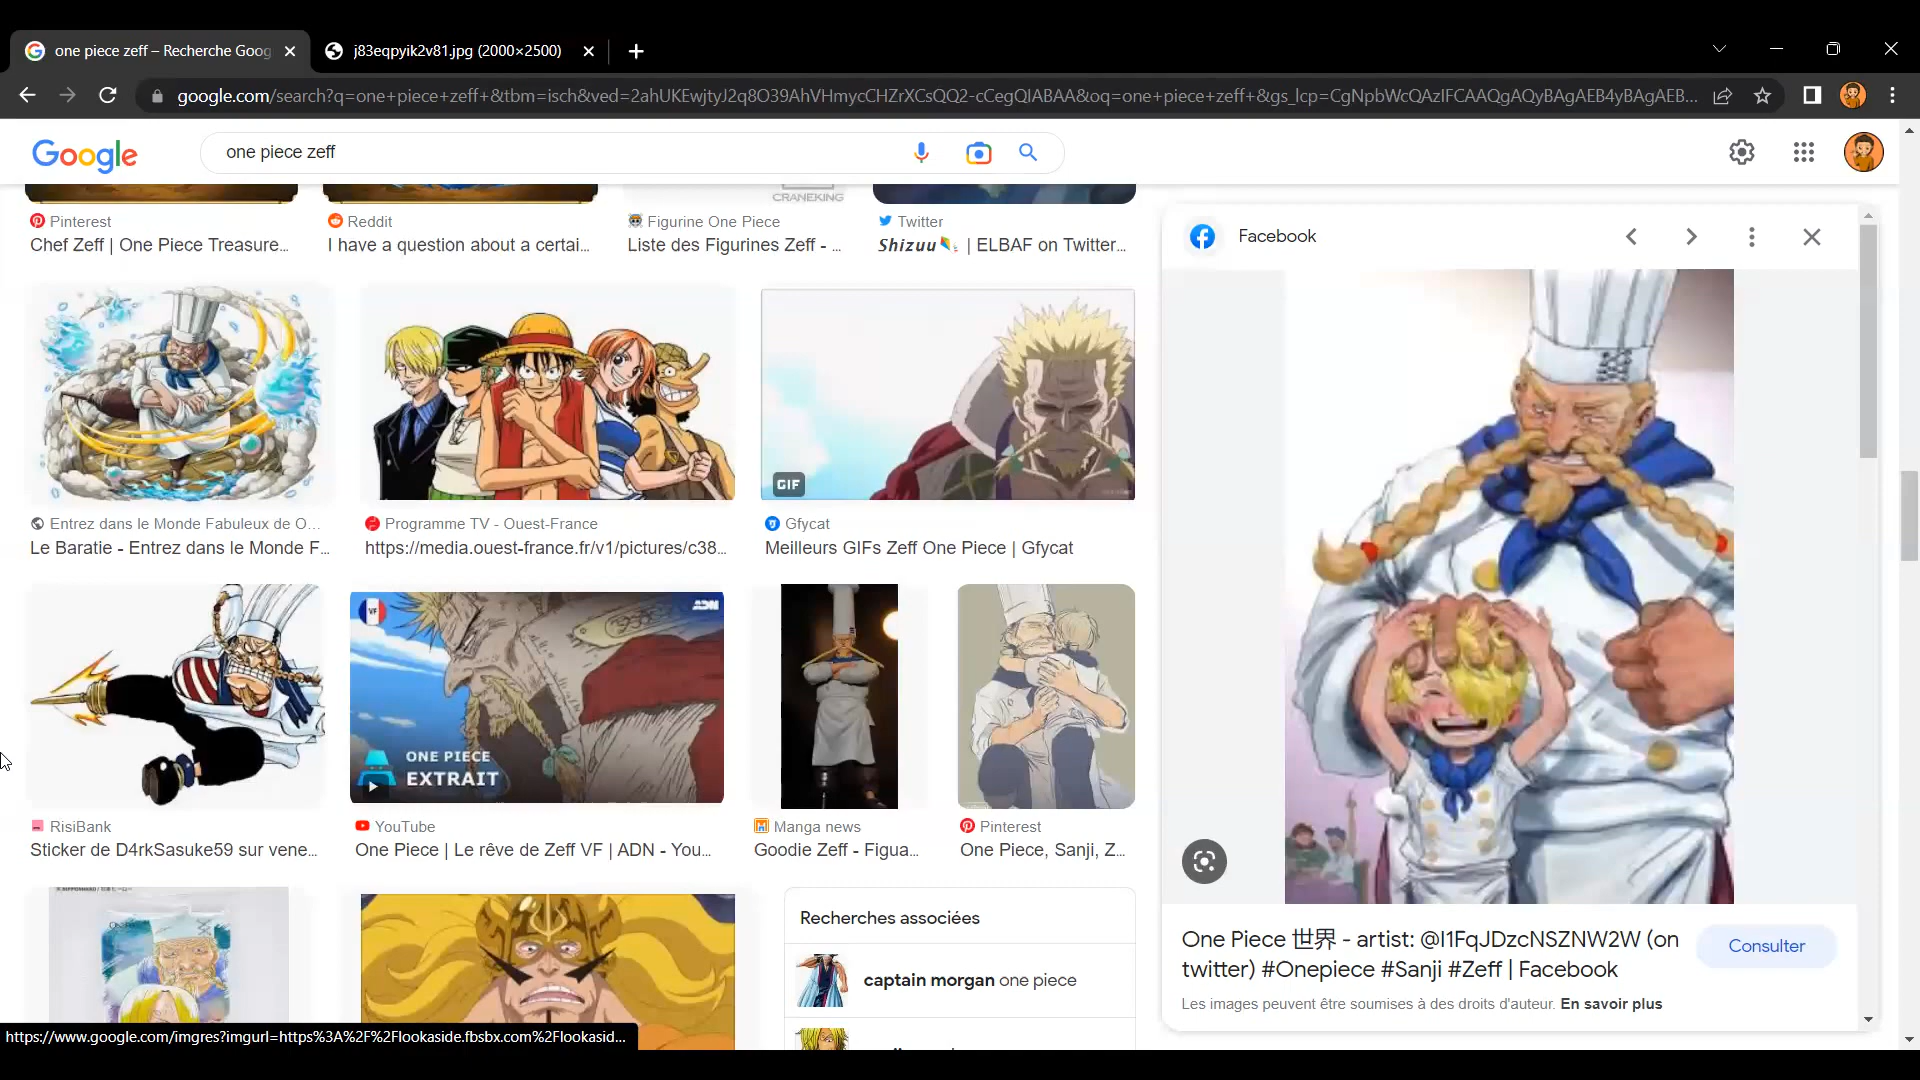 one piece zeff – Recherche Goog
j83eqpyik2v81.jpg (2000×2500)
google.com/search?q=one+piece+zeff+&tbm=isch&ved=2ahUKEwjtyJ2q8O39AhVHmycCHZrXCsQQ2-cCegQIABAA&oq=one+piece+zeff+&gs_lcp=CgNpbWcQAzIFCAAQgAQyBAgAEB4yBAgAEB...
Google
one piece zeff
CRANEKING
Pinterest
Chef Zeff | One Piece Treasure...
Reddit
I have a question about a certai...
Figurine One Piece
Liste des Figurines Zeff - ...
Twitter
Shizuu | ELBAF on Twitter...
Facebook
GIF
Entrez dans le Monde Fabuleux de O...
Le Baratie - Entrez dans le Monde F...
Programme TV - Ouest-France
https://media.ouest-france.fr/v1/pictures/c38...
Gfycat
Meilleurs GIFs Zeff One Piece | Gfycat
VF
ADN
ONE PIECE
EXTRAIT
RisiBank
Sticker de D4rkSasuke59 sur vene...
YouTube
One Piece | Le rêve de Zeff VF | ADN - You...
Manga news
Goodie Zeff - Figua...
Pinterest
One Piece, Sanji, Z...
Recherches associées
captain morgan one piece
One Piece 世界 - artist: @I1FqJDzcNSZNW2W (on
twitter) #Onepiece #Sanji #Zeff | Facebook
Consulter
Les images peuvent être soumises à des droits d'auteur. En savoir plus
https://www.google.com/imgres?imgurl=https%3A%2F%2Flookaside.fbsbx.com%2Flookasid...